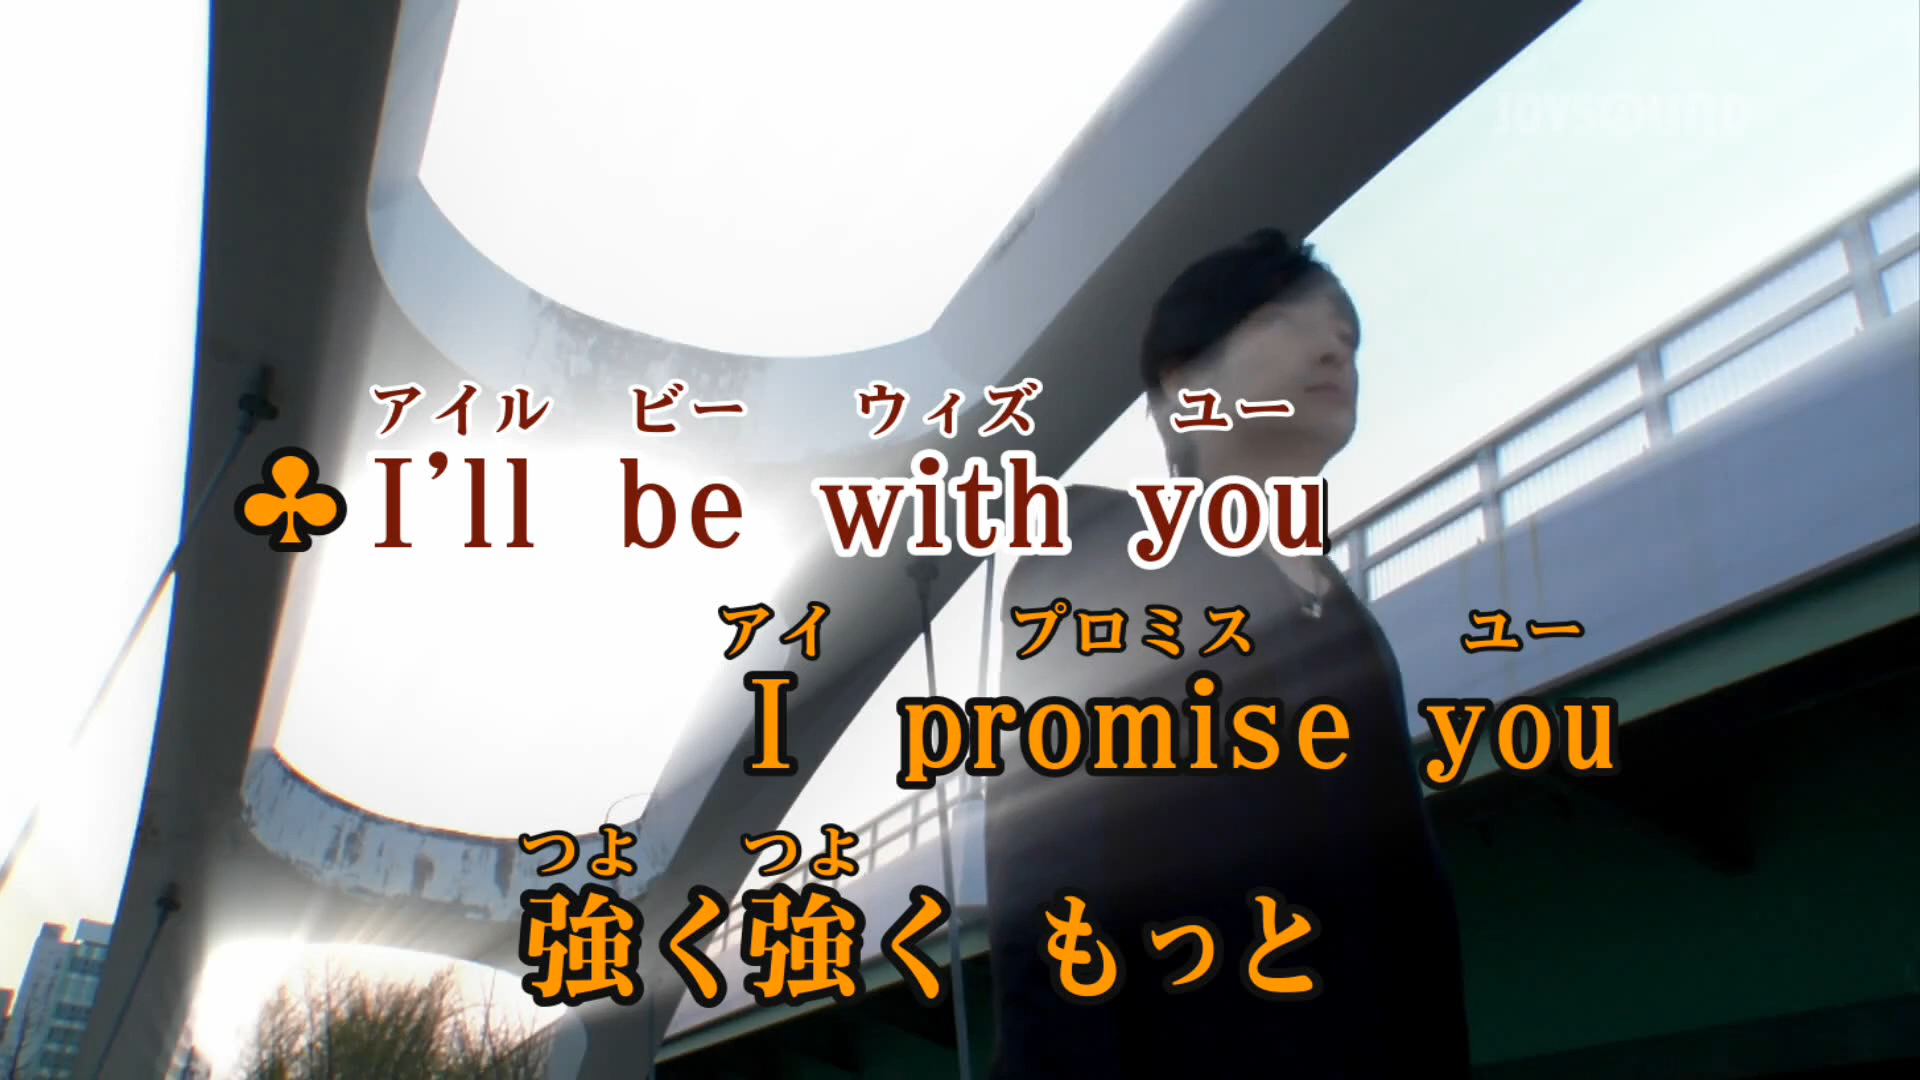 JOYSOUND
アイル ビー ウィズ ユー
♣I'll be with you
アイ プロミス ユー
I promise you
つよ つよ
強く強く もっと